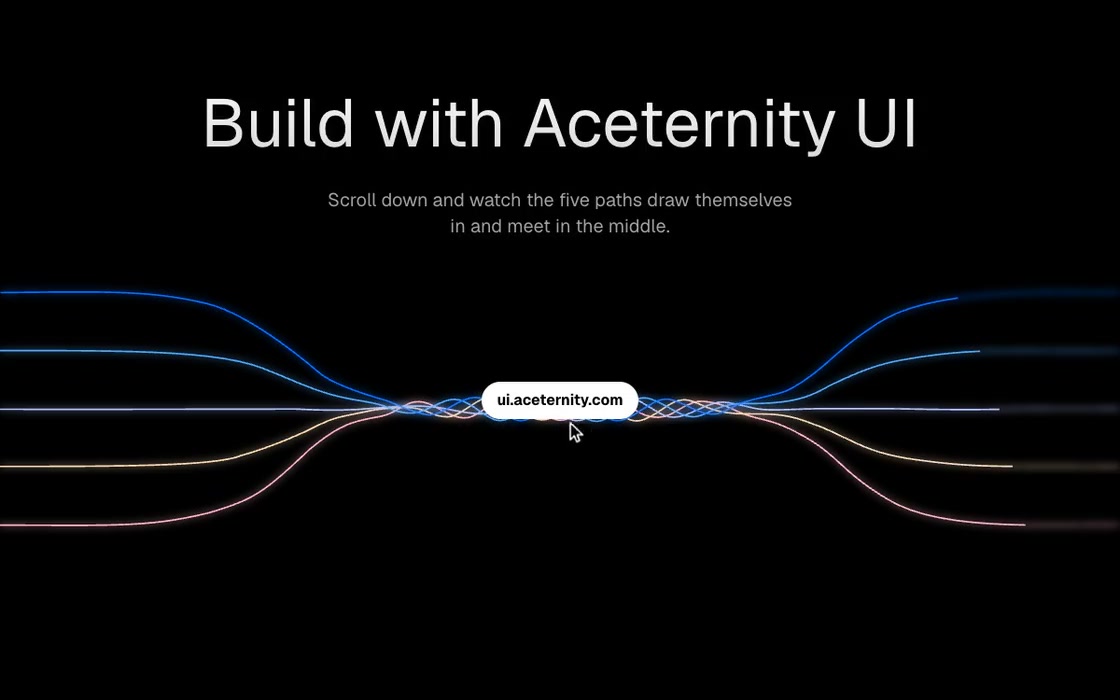 Build with Aceternity UI
Scroll down and watch the five paths draw themselves
in and meet in the middle.
ui.aceternity.com